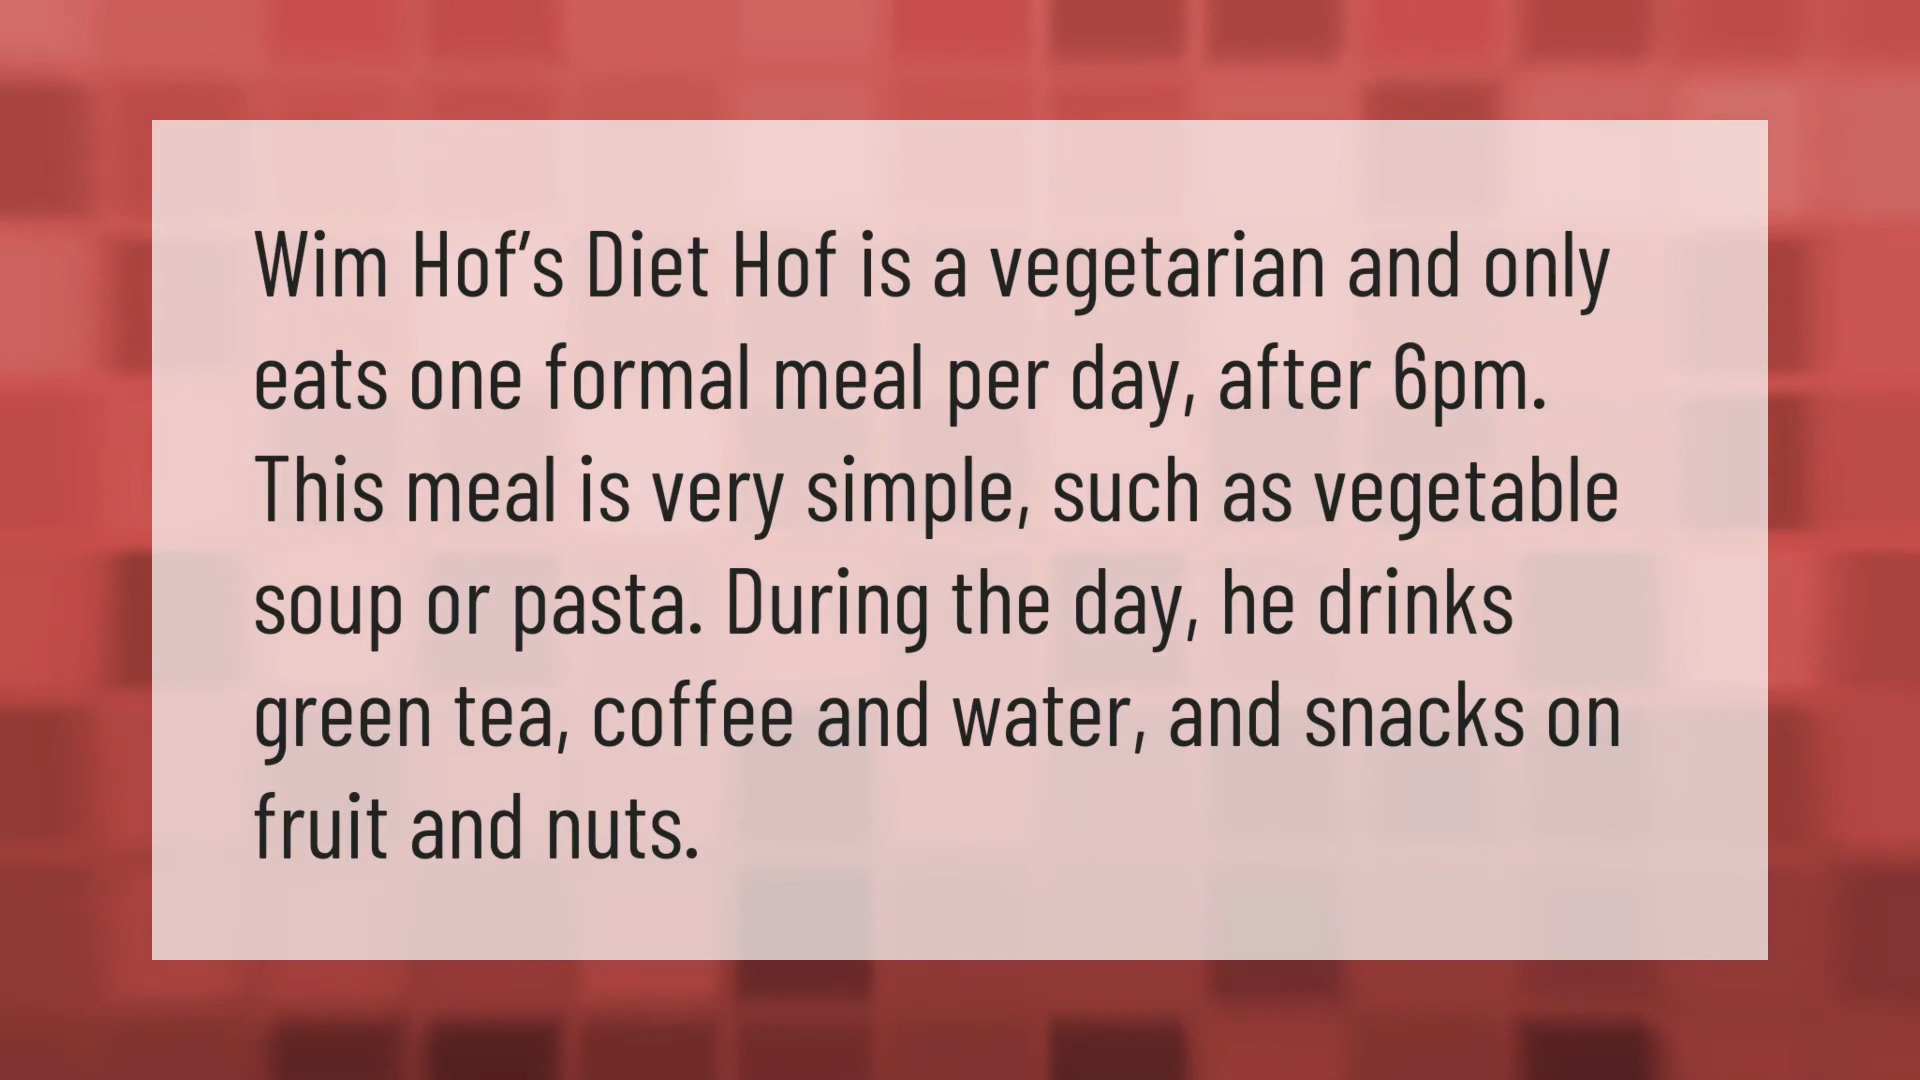 Wim Hof’s Diet Hof is a vegetarian and only
eats one formal meal per day, after 6pm.
This meal is very simple, such as vegetable
soup or pasta. During the day, he drinks
green tea, coffee and water, and snacks on
fruit and nuts.